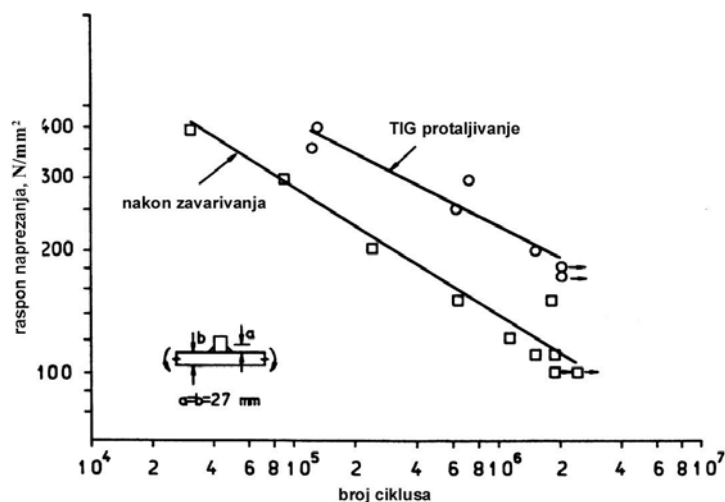 raspon naprezanja, N/mm²
400
300
200
100
TIG protaljivanje
nakon zavarivanja
b
a
a=b=27 mm
10⁴ 2 4 6 8 10⁵ 2 4 6 8 10⁶ 2 4 6 8 10⁷
broj ciklusa